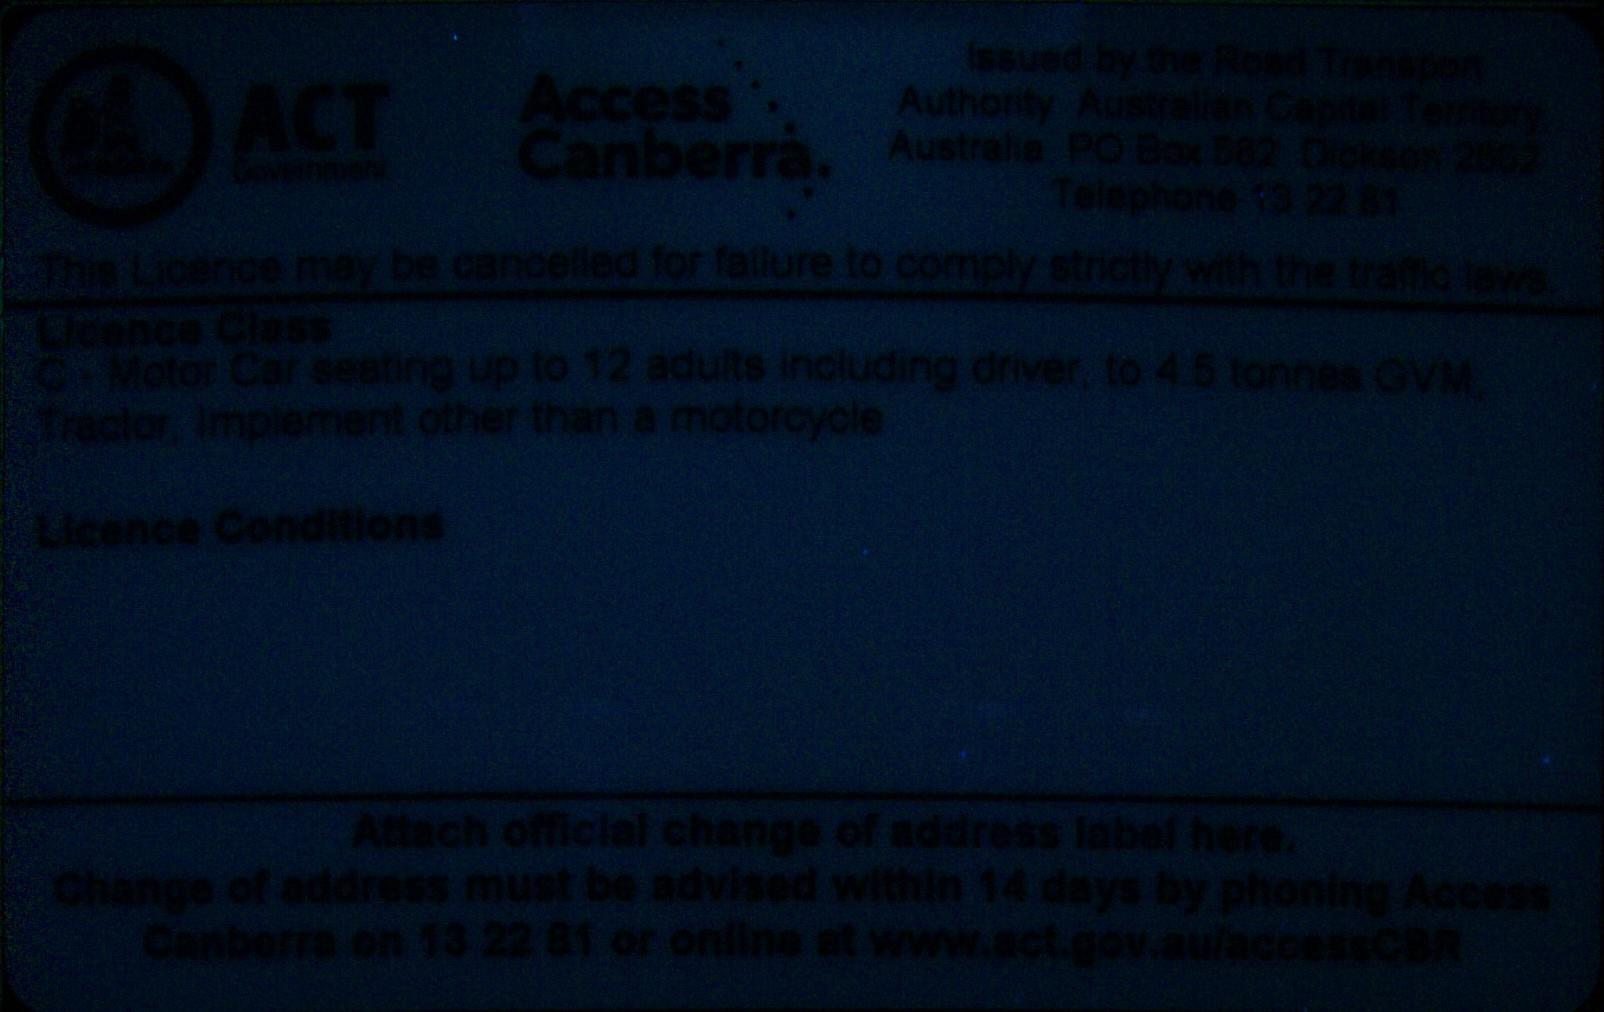 ACT
Government
Access
Canberra.
Issued by the Road Transport
Authority Australian Capital Territory,
Australia PO Box 582 Dickson 2602
Telephone 13 22 81
This Licence may be cancelled for failure to comply strictly with the traffic laws.
Licence Class
C - Motor Car seating up to 12 adults including driver, to 4.5 tonnes GVM,
Tractor, Implement other than a motorcycle
Licence Conditions
Attach official change of address label here.
Change of address must be advised within 14 days by phoning Access
Canberra on 13 22 81 or online at www.act.gov.au/accessCBR